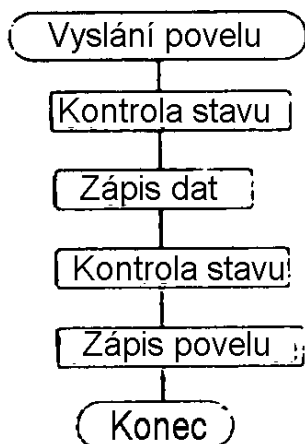 Vyslání povelu
Kontrola stavu
Zápis dat
Kontrola stavu
Zápis povelu
Konec